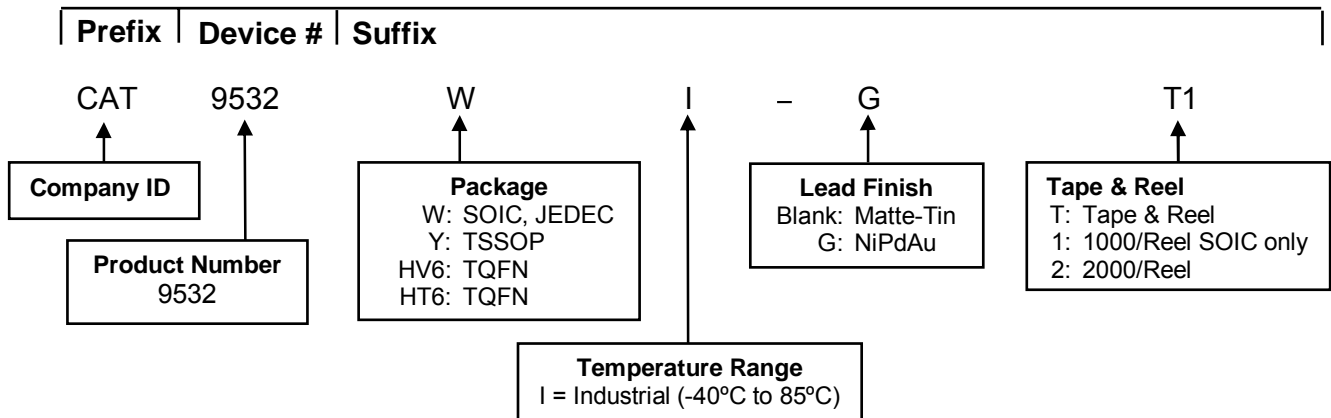 Prefix Device # Suffix
CAT 9532 W I – G T1
Company ID
Product Number
9532
Package
W: SOIC, JEDEC
Y: TSSOP
HV6: TQFN
HT6: TQFN
Temperature Range
I = Industrial (-40ºC to 85ºC)
Lead Finish
Blank: Matte-Tin
G: NiPdAu
Tape & Reel
T: Tape & Reel
1: 1000/Reel SOIC only
2: 2000/Reel